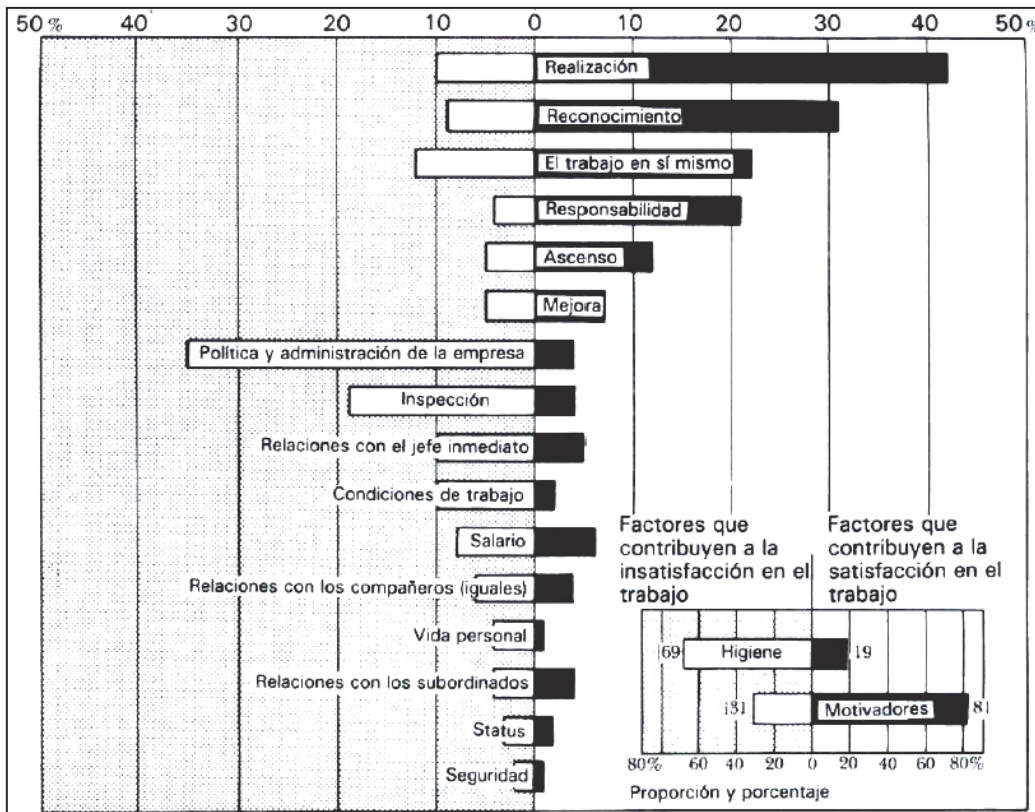 50 % 40 30 20 10 0 10 20 30 40 50 %
Realización
Reconocimiento
El trabajo en sí mismo
Responsabilidad
Ascenso
Mejora
Política y administración de la empresa
Inspección
Relaciones con el jefe inmediato
Condiciones de trabajo
Salario
Relaciones con los compañeros (iguales)
Vida personal
Relaciones con los subordinados
Status
Seguridad
Factores que
contribuyen a la
insatisfacción en el
trabajo
Factores que
contribuyen a la
satisfacción en el
trabajo
69 Higiene 19
31 Motivadores 81
80% 60 40 20 0 20 40 60 80%
Proporción y porcentaje